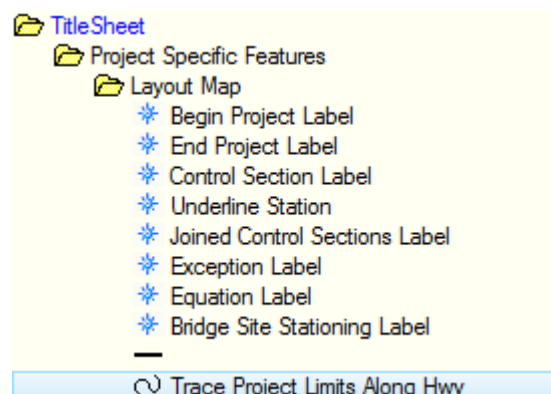 TitleSheet
Project Specific Features
Layout Map
Begin Project Label
End Project Label
Control Section Label
Underline Station
Joined Control Sections Label
Exception Label
Equation Label
Bridge Site Stationing Label
Trace Project Limits Along Hwy